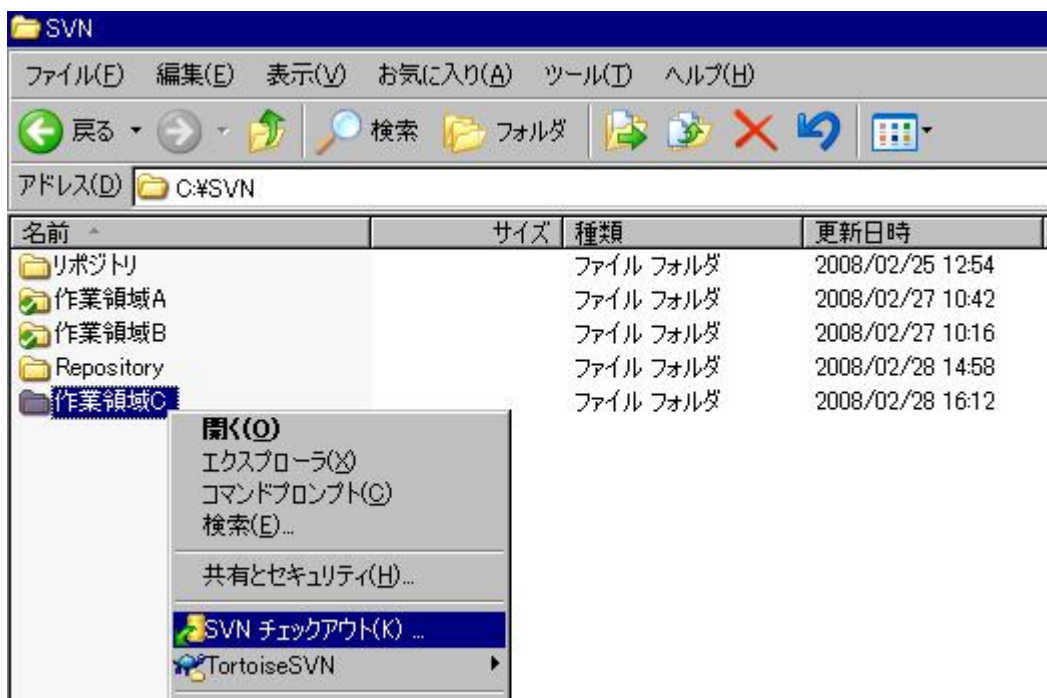 SVN
ファイル(F) 編集(E) 表示(V) お気に入り(A) ツール(T) ヘルプ(H)
戻る 検索 フォルダ
アドレス(D) C:¥SVN
名前 サイズ 種類 更新日時
リポジトリ ファイル フォルダ 2008/02/25 12:54
作業領域A ファイル フォルダ 2008/02/27 10:42
作業領域B ファイル フォルダ 2008/02/27 10:16
Repository ファイル フォルダ 2008/02/28 14:58
作業領域C ファイル フォルダ 2008/02/28 16:12
開く(O)
エクスプローラ(X)
コマンドプロンプト(C)
検索(E)...
共有とセキュリティ(H)...
SVN チェックアウト(K) ...
TortoiseSVN